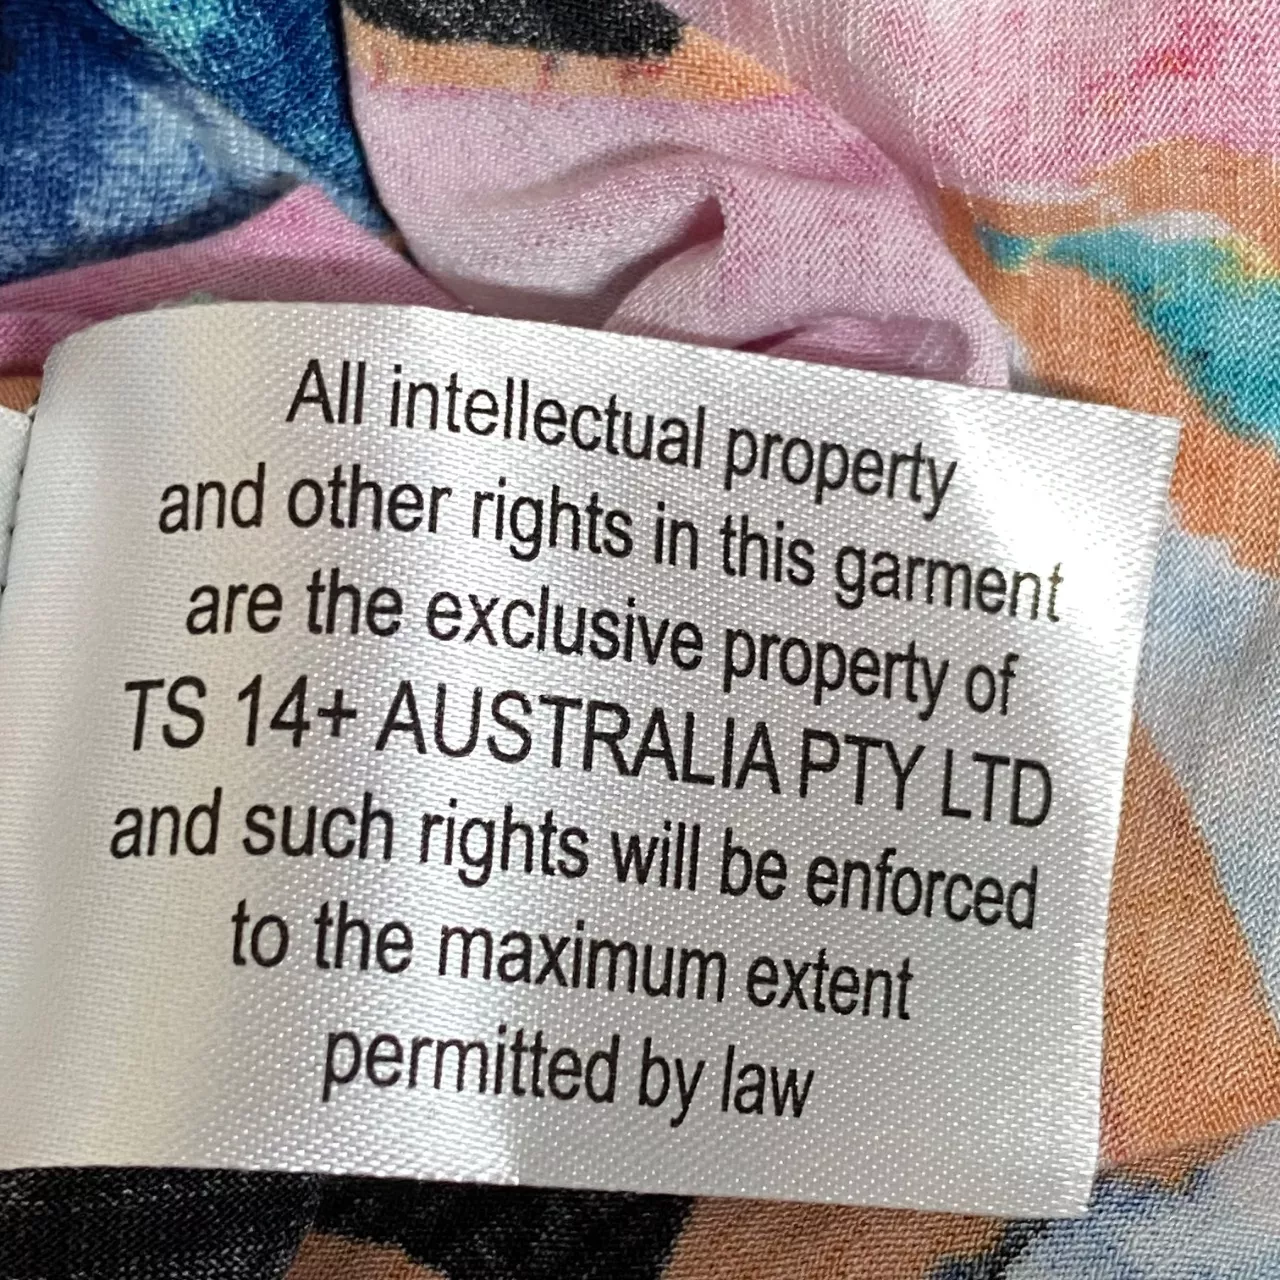 All intellectual property
and other rights in this garment
are the exclusive property of
TS 14+ AUSTRALIA PTY LTD
and such rights will be enforced
to the maximum extent
permitted by law